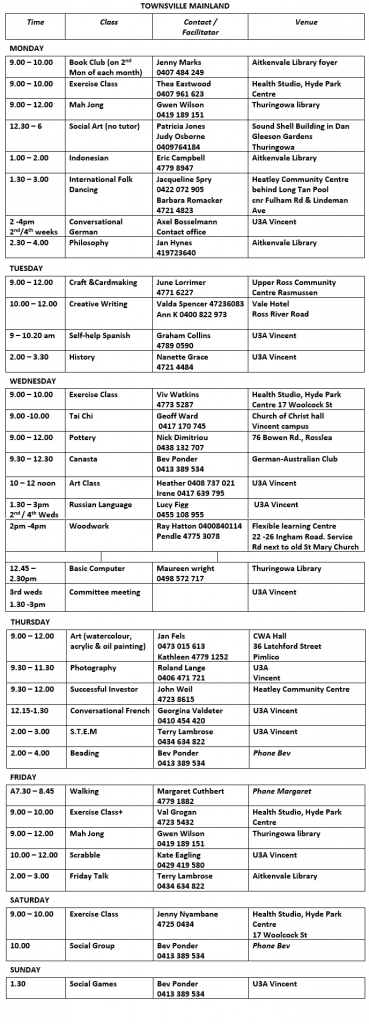 TOWNSVILLE MAINLAND
Time Class Contact / Facilitator Venue
MONDAY
9.00 – 10.00 Book Club (on 2nd Mon of each month) Jenny Marks 0407 484 249 Aitkenvale Library foyer
9.00 – 10.00 Exercise Class Thea Eastwood 0407 961 623 Health Studio, Hyde Park Centre
9.00 – 12.00 Mah Jong Gwen Wilson 0419 189 151 Thuringowa library
12.30 – 6 Social Art (no tutor) Patricia Jones Judy Osborne 0409764184 Sound Shell Building in Dan Gleeson Gardens Thuringowa
1.00 – 2.00 Indonesian Eric Campbell 4779 8947 Aitkenvale Library
1.30 – 3.00 International Folk Dancing Jacqueline Spry 0422 072 905 Barbara Romacker 4721 4823 Heatley Community Centre behind Long Tan Pool cnr Fulham Rd & Lindeman Ave
2 -4pm 2nd/4th weeks Conversational German Axel Bosselmann Contact office U3A Vincent
2.30 – 4.00 Philosophy Jan Hynes 419723640 Aitkenvale Library
TUESDAY
9.00 – 12.00 Craft &Cardmaking June Lorrimer 4771 6227 Upper Ross Community Centre Rasmussen
10.00 – 12.00 Creative Writing Valda Spencer 47236083 Ann K 0400 822 973 Vale Hotel Ross River Road
9 – 10.20 am Self-help Spanish Graham Collins 4789 0590 U3A Vincent
2.00 – 3.30 History Nanette Grace 4721 4484 U3A Vincent
WEDNESDAY
9.00 – 10.00 Exercise Class Viv Watkins 4773 5287 Health Studio, Hyde Park Centre 17 Woolcock St
9.00 -10.00 Tai Chi Geoff Ward 0417 170 745 Church of Christ hall Vincent campus
9.00 – 12.00 Pottery Nick Dimitriou 0438 132 707 76 Bowen Rd., Rosslea
9.30 – 12.30 Canasta Bev Ponder 0413 389 534 German-Australian Club
10 – 12 noon Art Class Heather 0408 737 021 Irene 0417 639 795 U3A Vincent
1.30 – 3pm 2nd / 4th Weds Russian Language Lucy Figg 0455 108 955 U3A Vincent
2pm -4pm Woodwork Ray Hatton 0400840114 Pendle 4775 3078 Flexible learning Centre 22 -26 Ingham Road. Service Rd next to old St Mary Church
12.45 – 2.30pm Basic Computer Maureen wright 0498 572 717 Thuringowa Library
3rd weds 1.30 -3pm Committee meeting U3A Vincent
THURSDAY
9.00 – 12.00 Art (watercolour, acrylic & oil painting) Jan Fels 0473 015 613 Kathleen 4779 1252 CWA Hall 36 Latchford Street Pimlico
9.30 – 11.30 Photography Roland Lange 0406 471 721 U3A Vincent
9.30 – 12.00 Successful Investor John Weil 4723 8615 Heatley Community Centre
12.15-1.30 Conversational French Georgina Valdeter 0410 454 420 U3A Vincent
2.00 – 3.00 S.T.E.M Terry Lambrose 0434 634 822 U3A Vincent
2.00 – 4.00 Beading Bev Ponder 0413 389 534 Phone Bev
FRIDAY
A7.30 – 8.45 Walking Margaret Cuthbert 4779 1882 Phone Margaret
9.00 – 10.00 Exercise Class+ Val Grogan 4723 5432 Health Studio, Hyde Park Centre
9.00 – 12.00 Mah Jong Gwen Wilson 0419 189 151 Thuringowa library
10.00 – 12.00 Scrabble Kate Eagling 0429 419 580 U3A Vincent
2.00 – 3.00 Friday Talk Terry Lambrose 0434 634 822 Aitkenvale Library
SATURDAY
9.00 – 10.00 Exercise Class Jenny Nyambane 4725 0434 Health Studio, Hyde Park Centre 17 Woolcock St
10.00 Social Group Bev Ponder 0413 389 534 Phone Bev
SUNDAY
1.30 Social Games Bev Ponder 0413 389 534 U3A Vincent